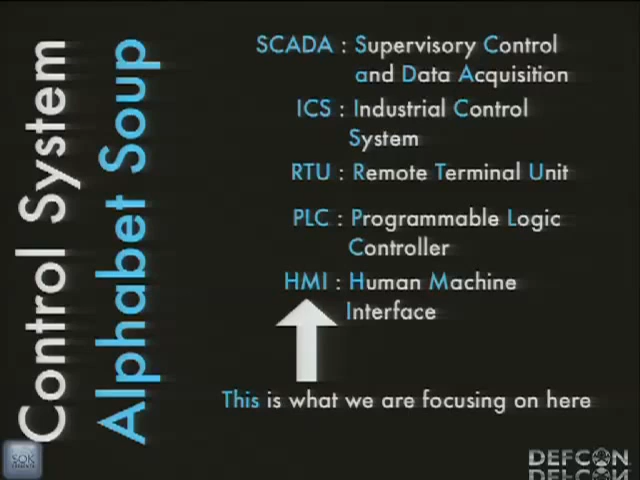 Control System
Alphabet Soup
SCADA : Supervisory Control
and Data Acquisition
ICS : Industrial Control
System
RTU : Remote Terminal Unit
PLC : Programmable Logic
Controller
HMI : Human Machine
Interface
This is what we are focusing on here
SOK
DEFCON